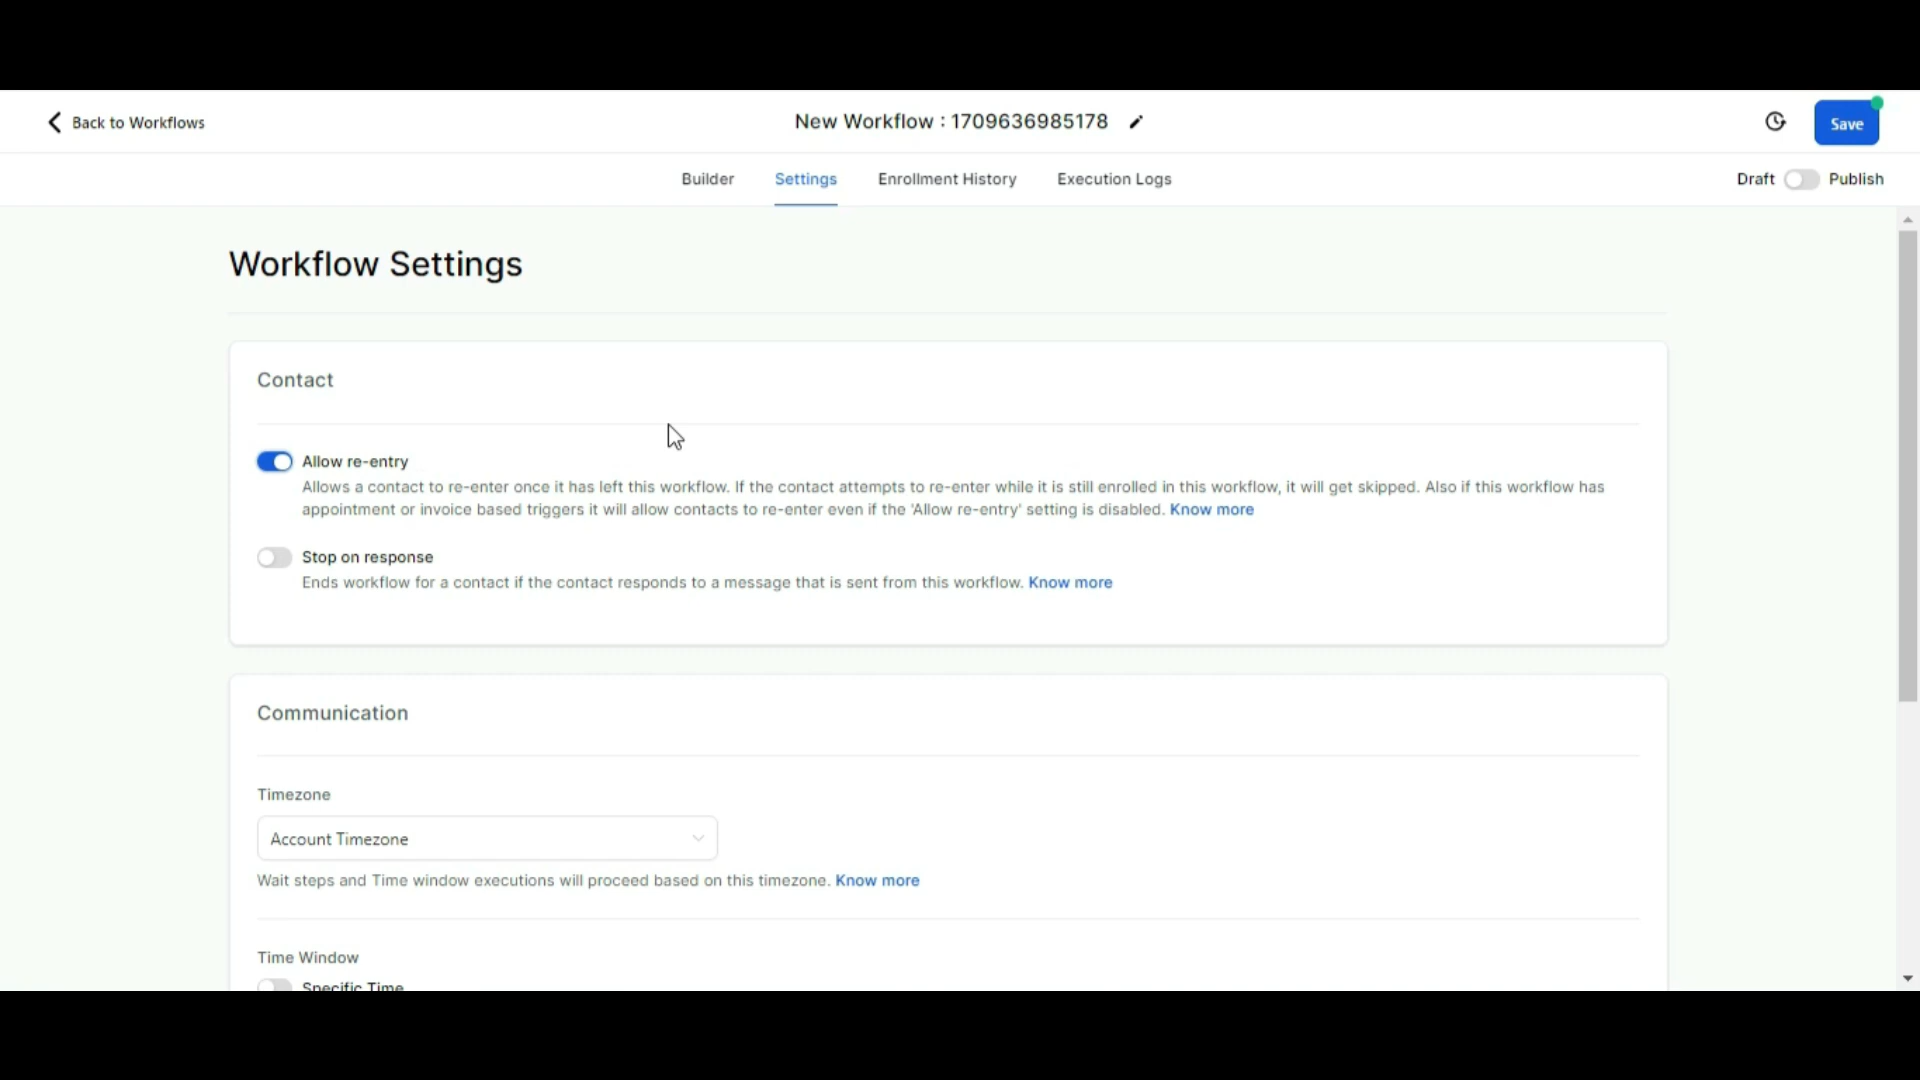 Back to Workflows
New Workflow : 1709636985178
Save
Builder
Settings
Enrollment History
Execution Logs
Draft
Publish
Workflow Settings
Contact
Allow re-entry
Allows a contact to re-enter once it has left this workflow. If the contact attempts to re-enter while it is still enrolled in this workflow, it will get skipped. Also if this workflow has
appointment or invoice based triggers it will allow contacts to re-enter even if the 'Allow re-entry' setting is disabled. Know more
Stop on response
Ends workflow for a contact if the contact responds to a message that is sent from this workflow. Know more
Communication
Timezone
Account Timezone
Wait steps and Time window executions will proceed based on this timezone. Know more
Time Window
Specific Time